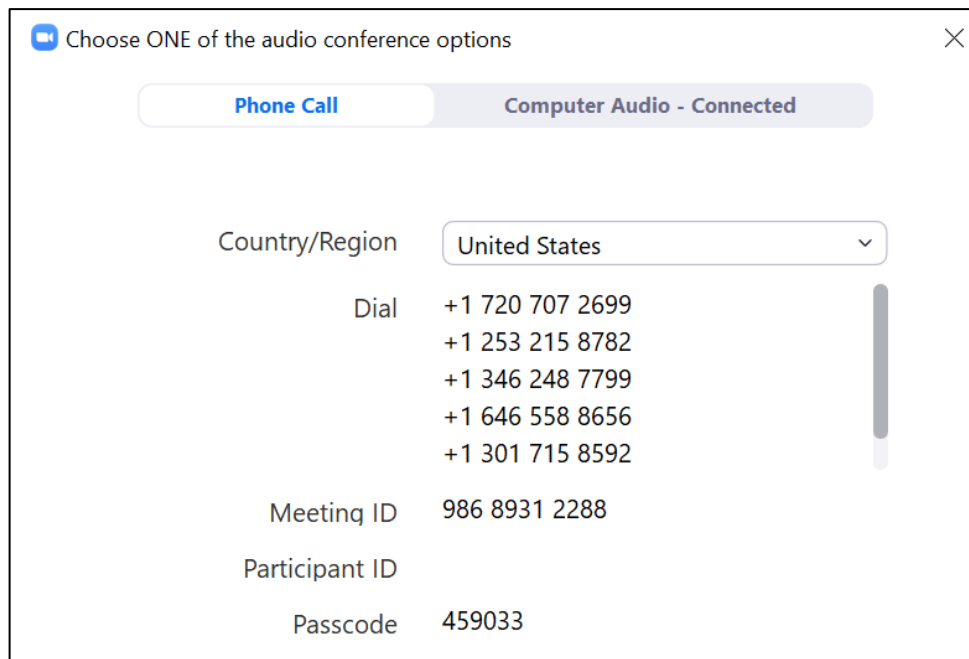 Choose ONE of the audio conference options
Phone Call Computer Audio - Connected
Country/Region United States
Dial +1 720 707 2699
+1 253 215 8782
+1 346 248 7799
+1 646 558 8656
+1 301 715 8592
Meeting ID 986 8931 2288
Participant ID
Passcode 459033